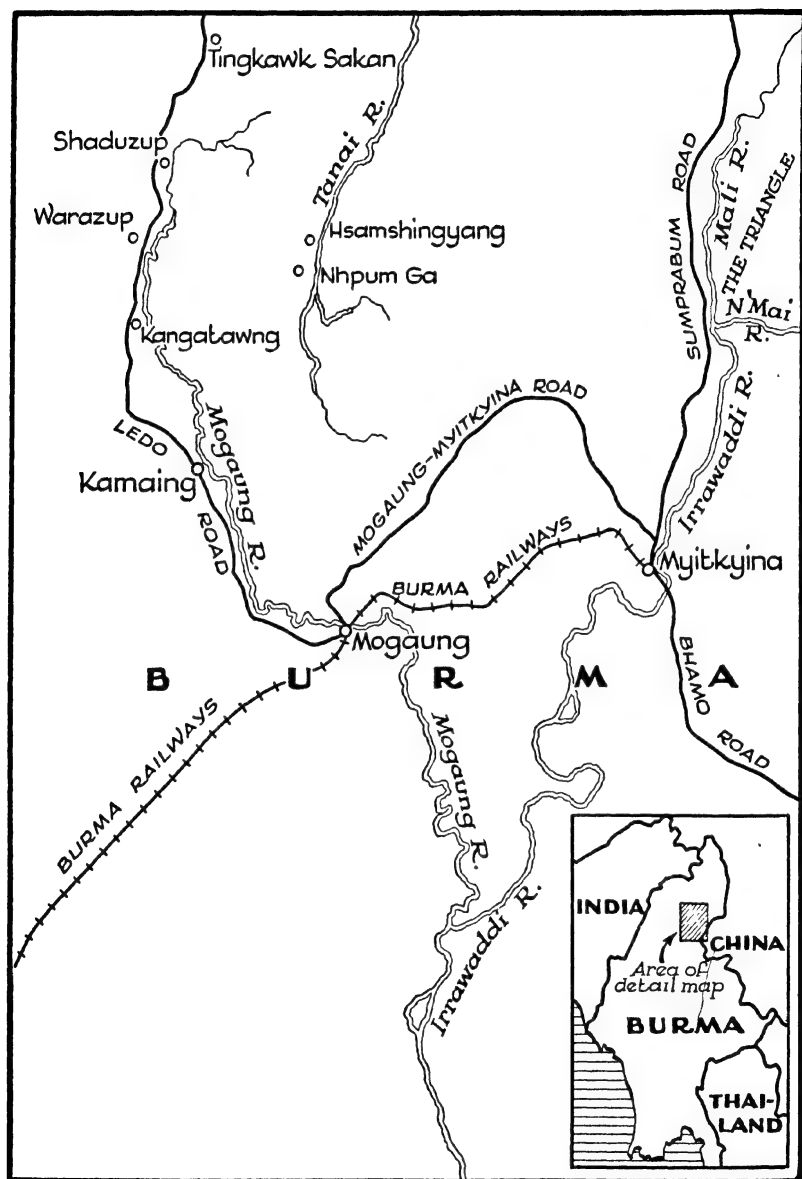 Tingkawk Sakan
Shaduzup
Tanai R.
SUMPRABUM ROAD
Mali R.
THE TRIANGLE
Warazup
Hsamshingyang
Nhpum Ga
N'Mai
R.
Kangatawng
Irrawaddi R.
LEDO
ROAD
Mogaung R.
MOGAUNG-MYITKYINA ROAD
Kamaing
BURMA RAILWAYS
Myitkyina
Mogaung
BURMA
BHAMO
ROAD
Mogaung R.
BURMA RAILWAYS
Irrawaddi R.
INDIA
CHINA
Area of
detail map
BURMA
THAI-
LAND